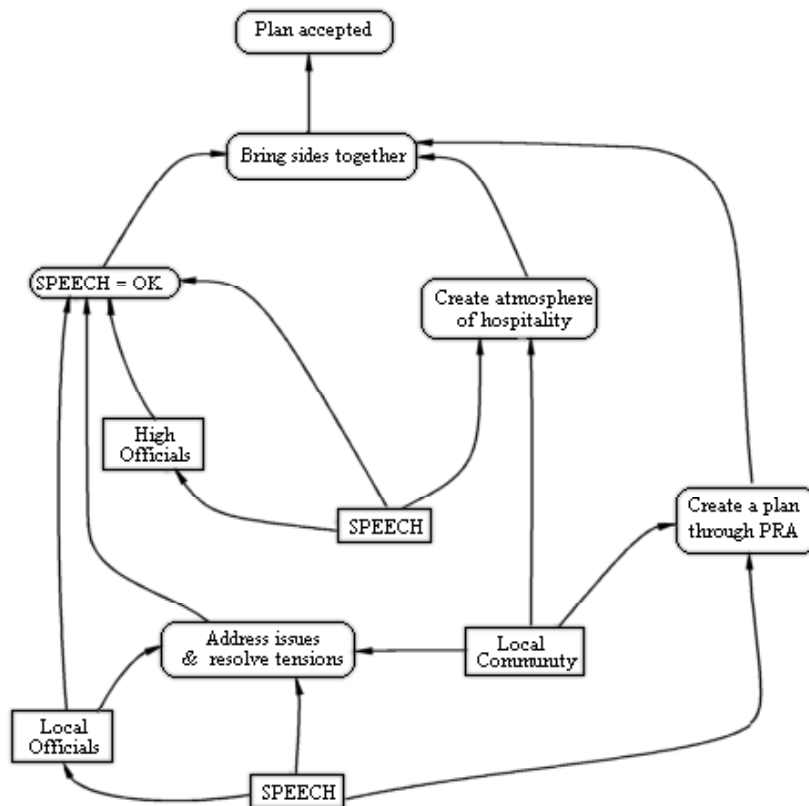 Plan accepted
Bring sides together
SPEECH = OK
Create atmosphere
of hospitality
High
Officials
SPEECH
Create a plan
through PRA
Address issues
& resolve tensions
Local
Community
Local
Officials
SPEECH